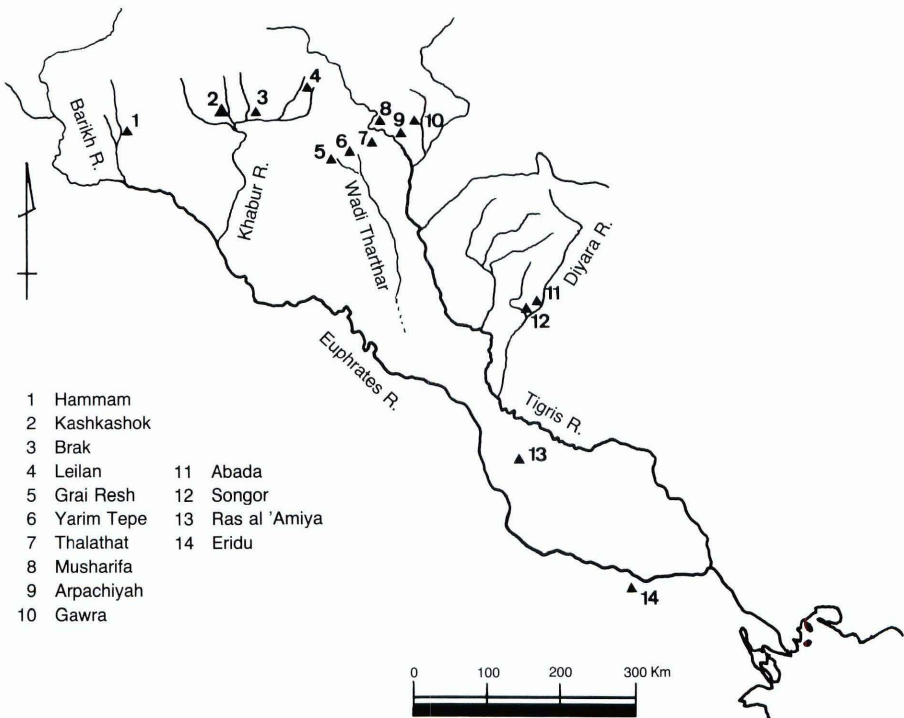 4
1
2
3
8
9
10
7
6
5
Barikh R.
Khabur R.
Wadi Tharthar
Diyara R.
11
12
Euphrates R.
Tigris R.
13
14
1 Hammam
2 Kashkashok
3 Brak
4 Leilan
5 Grai Resh
6 Yarim Tepe
7 Thalathat
8 Musharifa
9 Arpachiyah
10 Gawra
11 Abada
12 Songor
13 Ras al 'Amiya
14 Eridu
0 100 200 300 Km